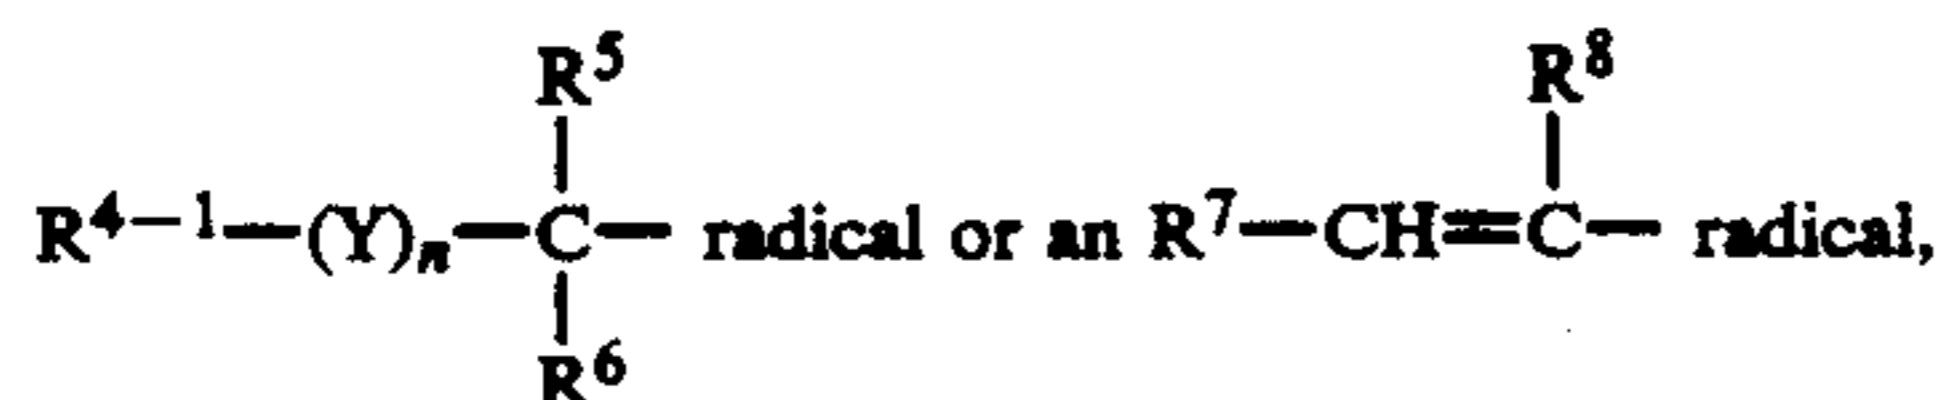 R⁵ R⁸
R⁴⁻¹—(Y)ₙ—C— radical or an R⁷—CH=C— radical,
R⁶